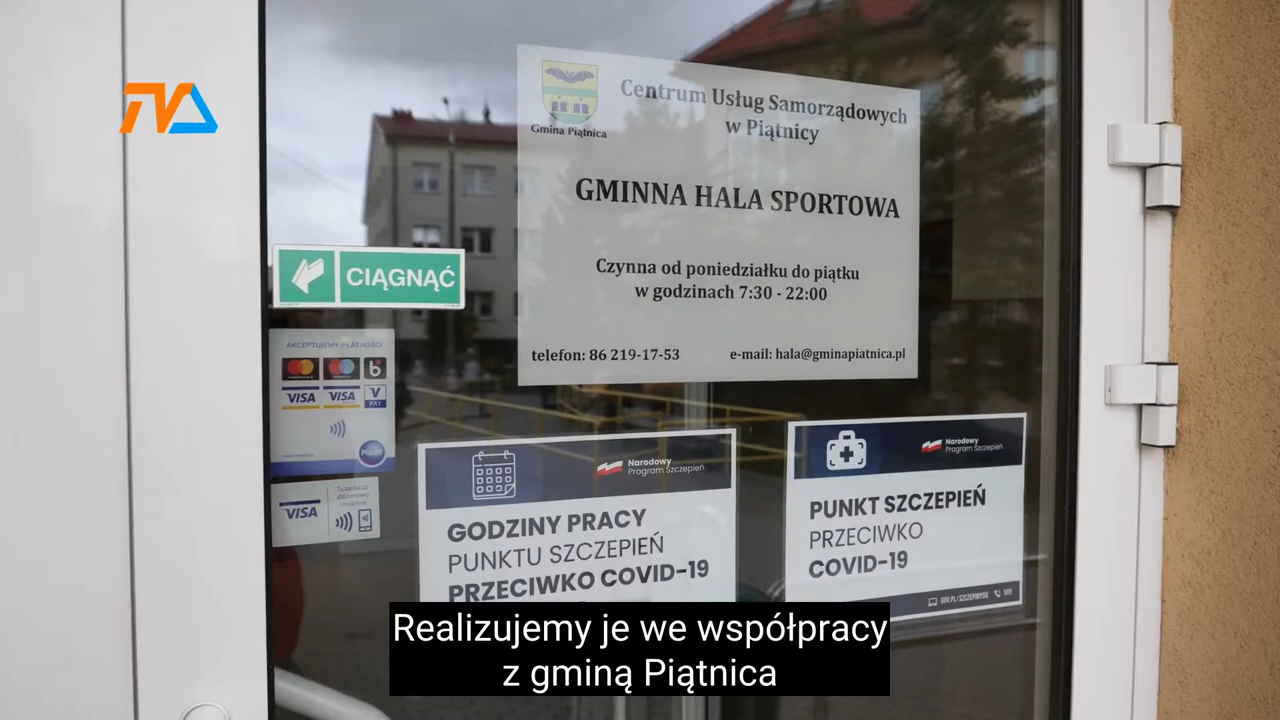 TVA
Gmina Piątnica
Centrum Usług Samorządowych
w Piątnicy
GMINNA HALA SPORTOWA
Czynna od poniedziałku do piątku
w godzinach 7:30 - 22:00
telefon: 86 219-17-53
e-mail: hala@gminapiatnica.pl
CIĄGNĄĆ
AKCEPTUJEMY PŁATNOŚCI
VISA
VISA
V
PAY
VISA
Narodowy
Program Szczepień
GODZINY PRACY
PUNKTU SZCZEPIEŃ
PRZECIWKO COVID-19
Narodowy
Program Szczepień
PUNKT SZCZEPIEŃ
PRZECIWKO
COVID-19
Realizujemy je we współpracy
z gminą Piątnica